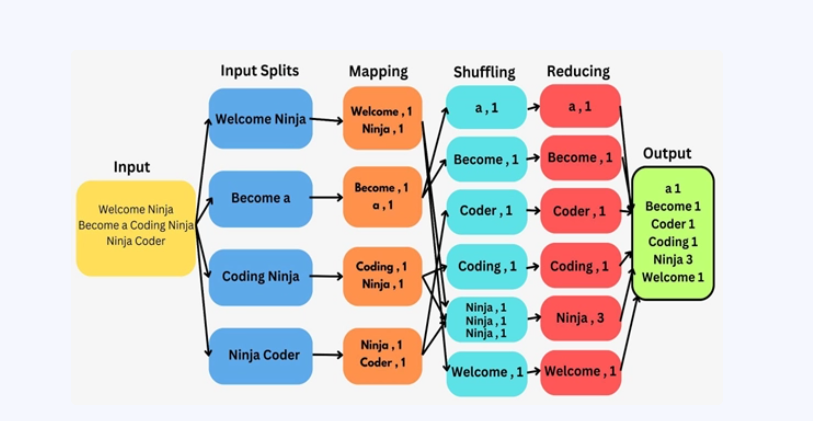 Input
Welcome Ninja
Become a Coding Ninja
Ninja Coder
Input Splits
Welcome Ninja
Become a
Coding Ninja
Ninja Coder
Mapping
Welcome , 1
Ninja , 1
Become , 1
a , 1
Coding , 1
Ninja , 1
Ninja , 1
Coder , 1
Shuffling
a , 1
Become , 1
Coder , 1
Coding , 1
Ninja , 1
Ninja , 1
Ninja , 1
Welcome , 1
Reducing
a , 1
Become , 1
Coder , 1
Coding , 1
Ninja , 3
Welcome , 1
Output
a 1
Become 1
Coder 1
Coding 1
Ninja 3
Welcome 1